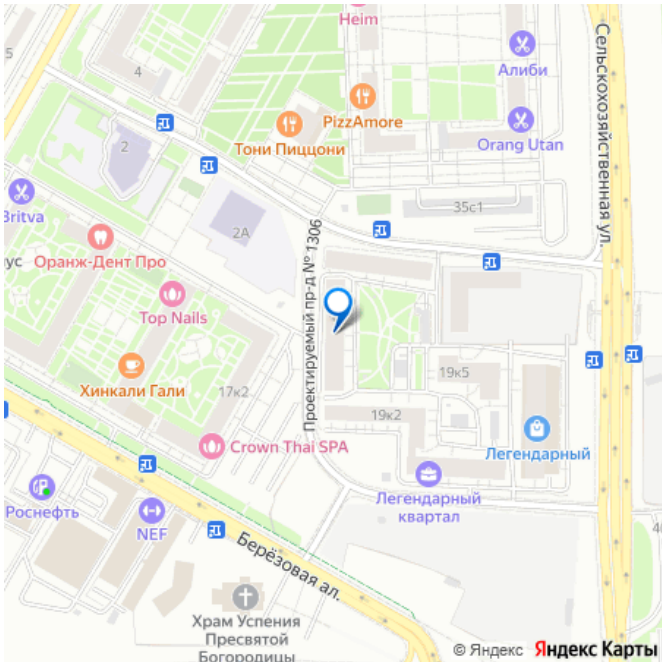 Heim
4
Алиби
PizzAmore
Тони Пиццони
Orang Utan
Сельскохозяйственная ул.
2
Britva
35с1
2А
Оранж-Дент Про
ус
Проектируемый пр-д № 1306
Top Nails
Хинкали Гали
17к2
19к5
19к2
Crown Thai SPA
Легендарный
Легендарный
квартал
Роснефть
NEF
Берёзовая ал.
Храм Успения
Пресвятой
Богородицы
© Яндекс Яндекс Карты